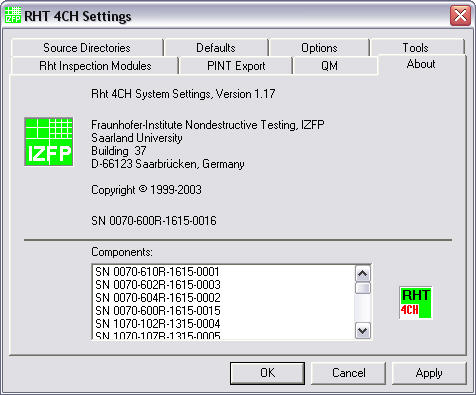 IZFP RHT 4CH Settings
Source Directories Defaults Options Tools
Rht Inspection Modules PINT Export QM About
Rht 4CH System Settings, Version 1.17
IZFP
Fraunhofer-Institute Nondestructive Testing, IZFP
Saarland University
Building 37
D-66123 Saarbrücken, Germany
Copyright © 1999-2003
SN 0070-600R-1615-0016
Components:
SN 0070-610R-1615-0001
SN 0070-602R-1615-0003
SN 0070-604R-1615-0002
SN 0070-600R-1615-0015
SN 1070-102R-1315-0004
SN 1070-107R-1315-0005
RHT
4CH
OK Cancel Apply